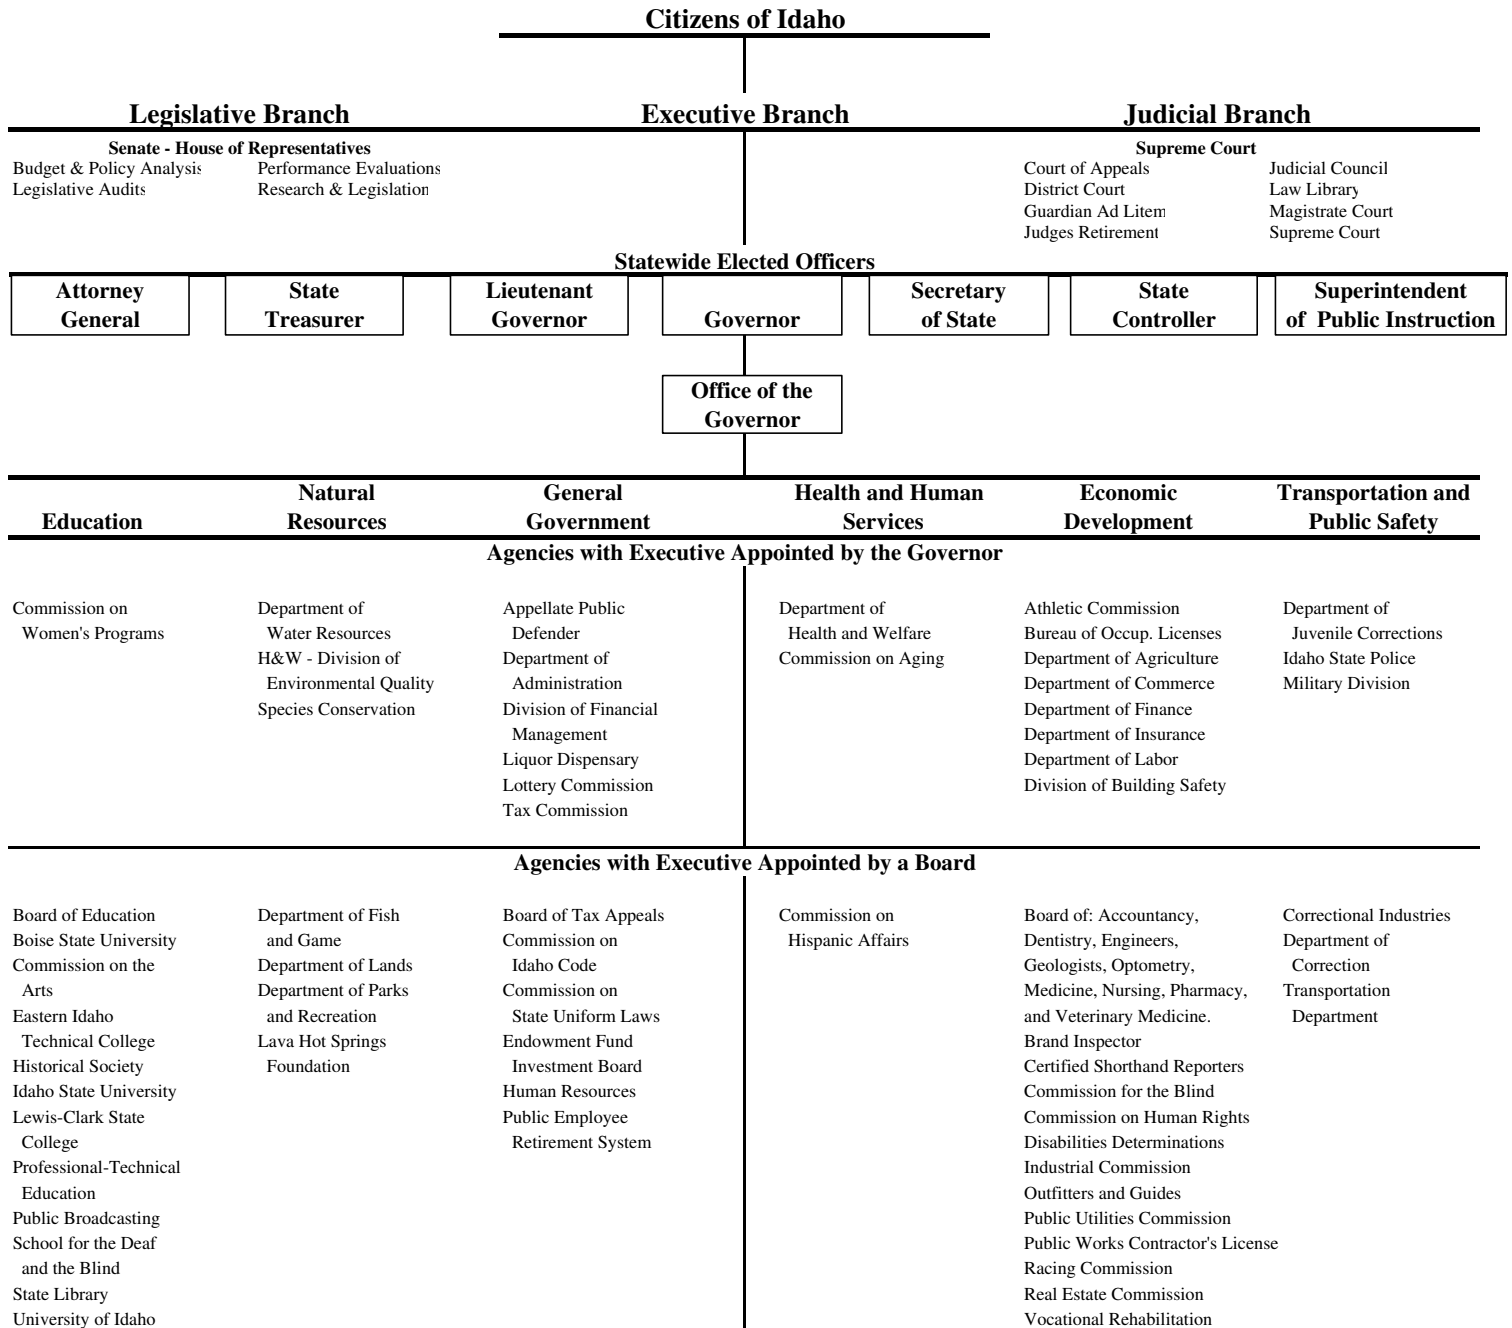 Citizens of Idaho
Legislative Branch
Executive Branch
Judicial Branch
Senate - House of Representatives
Budget & Policy Analysis
Performance Evaluations
Legislative Audits
Research & Legislation
Supreme Court
Court of Appeals
Judicial Council
District Court
Law Library
Guardian Ad Litem
Magistrate Court
Judges Retirement
Supreme Court
Statewide Elected Officers
Attorney
General
State
Treasurer
Lieutenant
Governor
Governor
Secretary
of State
State
Controller
Superintendent
of Public Instruction
Office of the
Governor
Education
Natural
Resources
General
Government
Health and Human
Services
Economic
Development
Transportation and
Public Safety
Agencies with Executive Appointed by the Governor
Commission on
Women's Programs
Department of
Water Resources
H&W - Division of
Environmental Quality
Species Conservation
Appellate Public
Defender
Department of
Administration
Division of Financial
Management
Liquor Dispensary
Lottery Commission
Tax Commission
Department of
Health and Welfare
Commission on Aging
Athletic Commission
Bureau of Occup. Licenses
Department of Agriculture
Department of Commerce
Department of Finance
Department of Insurance
Department of Labor
Division of Building Safety
Department of
Juvenile Corrections
Idaho State Police
Military Division
Agencies with Executive Appointed by a Board
Board of Education
Boise State University
Commission on the
Arts
Eastern Idaho
Technical College
Historical Society
Idaho State University
Lewis-Clark State
College
Professional-Technical
Education
Public Broadcasting
School for the Deaf
and the Blind
State Library
University of Idaho
Department of Fish
and Game
Department of Lands
Department of Parks
and Recreation
Lava Hot Springs
Foundation
Board of Tax Appeals
Commission on
Idaho Code
Commission on
State Uniform Laws
Endowment Fund
Investment Board
Human Resources
Public Employee
Retirement System
Commission on
Hispanic Affairs
Board of: Accountancy,
Dentistry, Engineers,
Geologists, Optometry,
Medicine, Nursing, Pharmacy,
and Veterinary Medicine.
Brand Inspector
Certified Shorthand Reporters
Commission for the Blind
Commission on Human Rights
Disabilities Determinations
Industrial Commission
Outfitters and Guides
Public Utilities Commission
Public Works Contractor's License
Racing Commission
Real Estate Commission
Vocational Rehabilitation
Correctional Industries
Department of
Correction
Transportation
Department